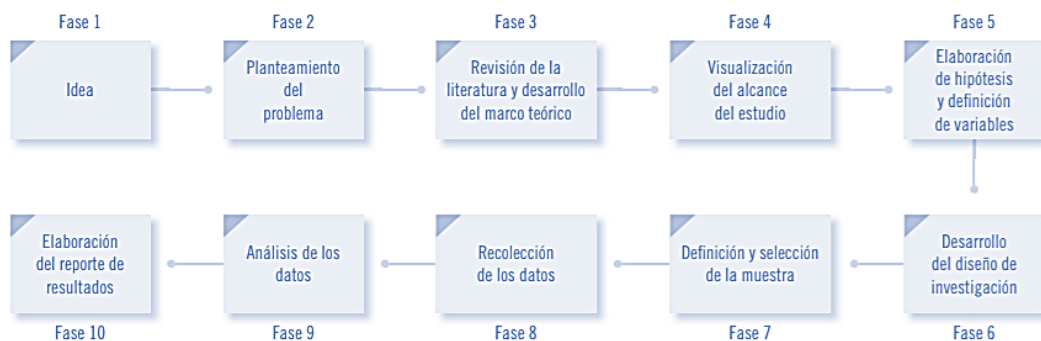 Fase 1
Idea
Fase 2
Planteamiento
del
problema
Fase 3
Revisión de la
literatura y desarrollo
del marco teórico
Fase 4
Visualización
del alcance
del estudio
Fase 5
Elaboración
de hipótesis
y definición
de variables
Desarrollo
del diseño de
investigación
Fase 6
Definición y selección
de la muestra
Fase 7
Recolección
de los datos
Fase 8
Análisis de los
datos
Fase 9
Elaboración
del reporte de
resultados
Fase 10